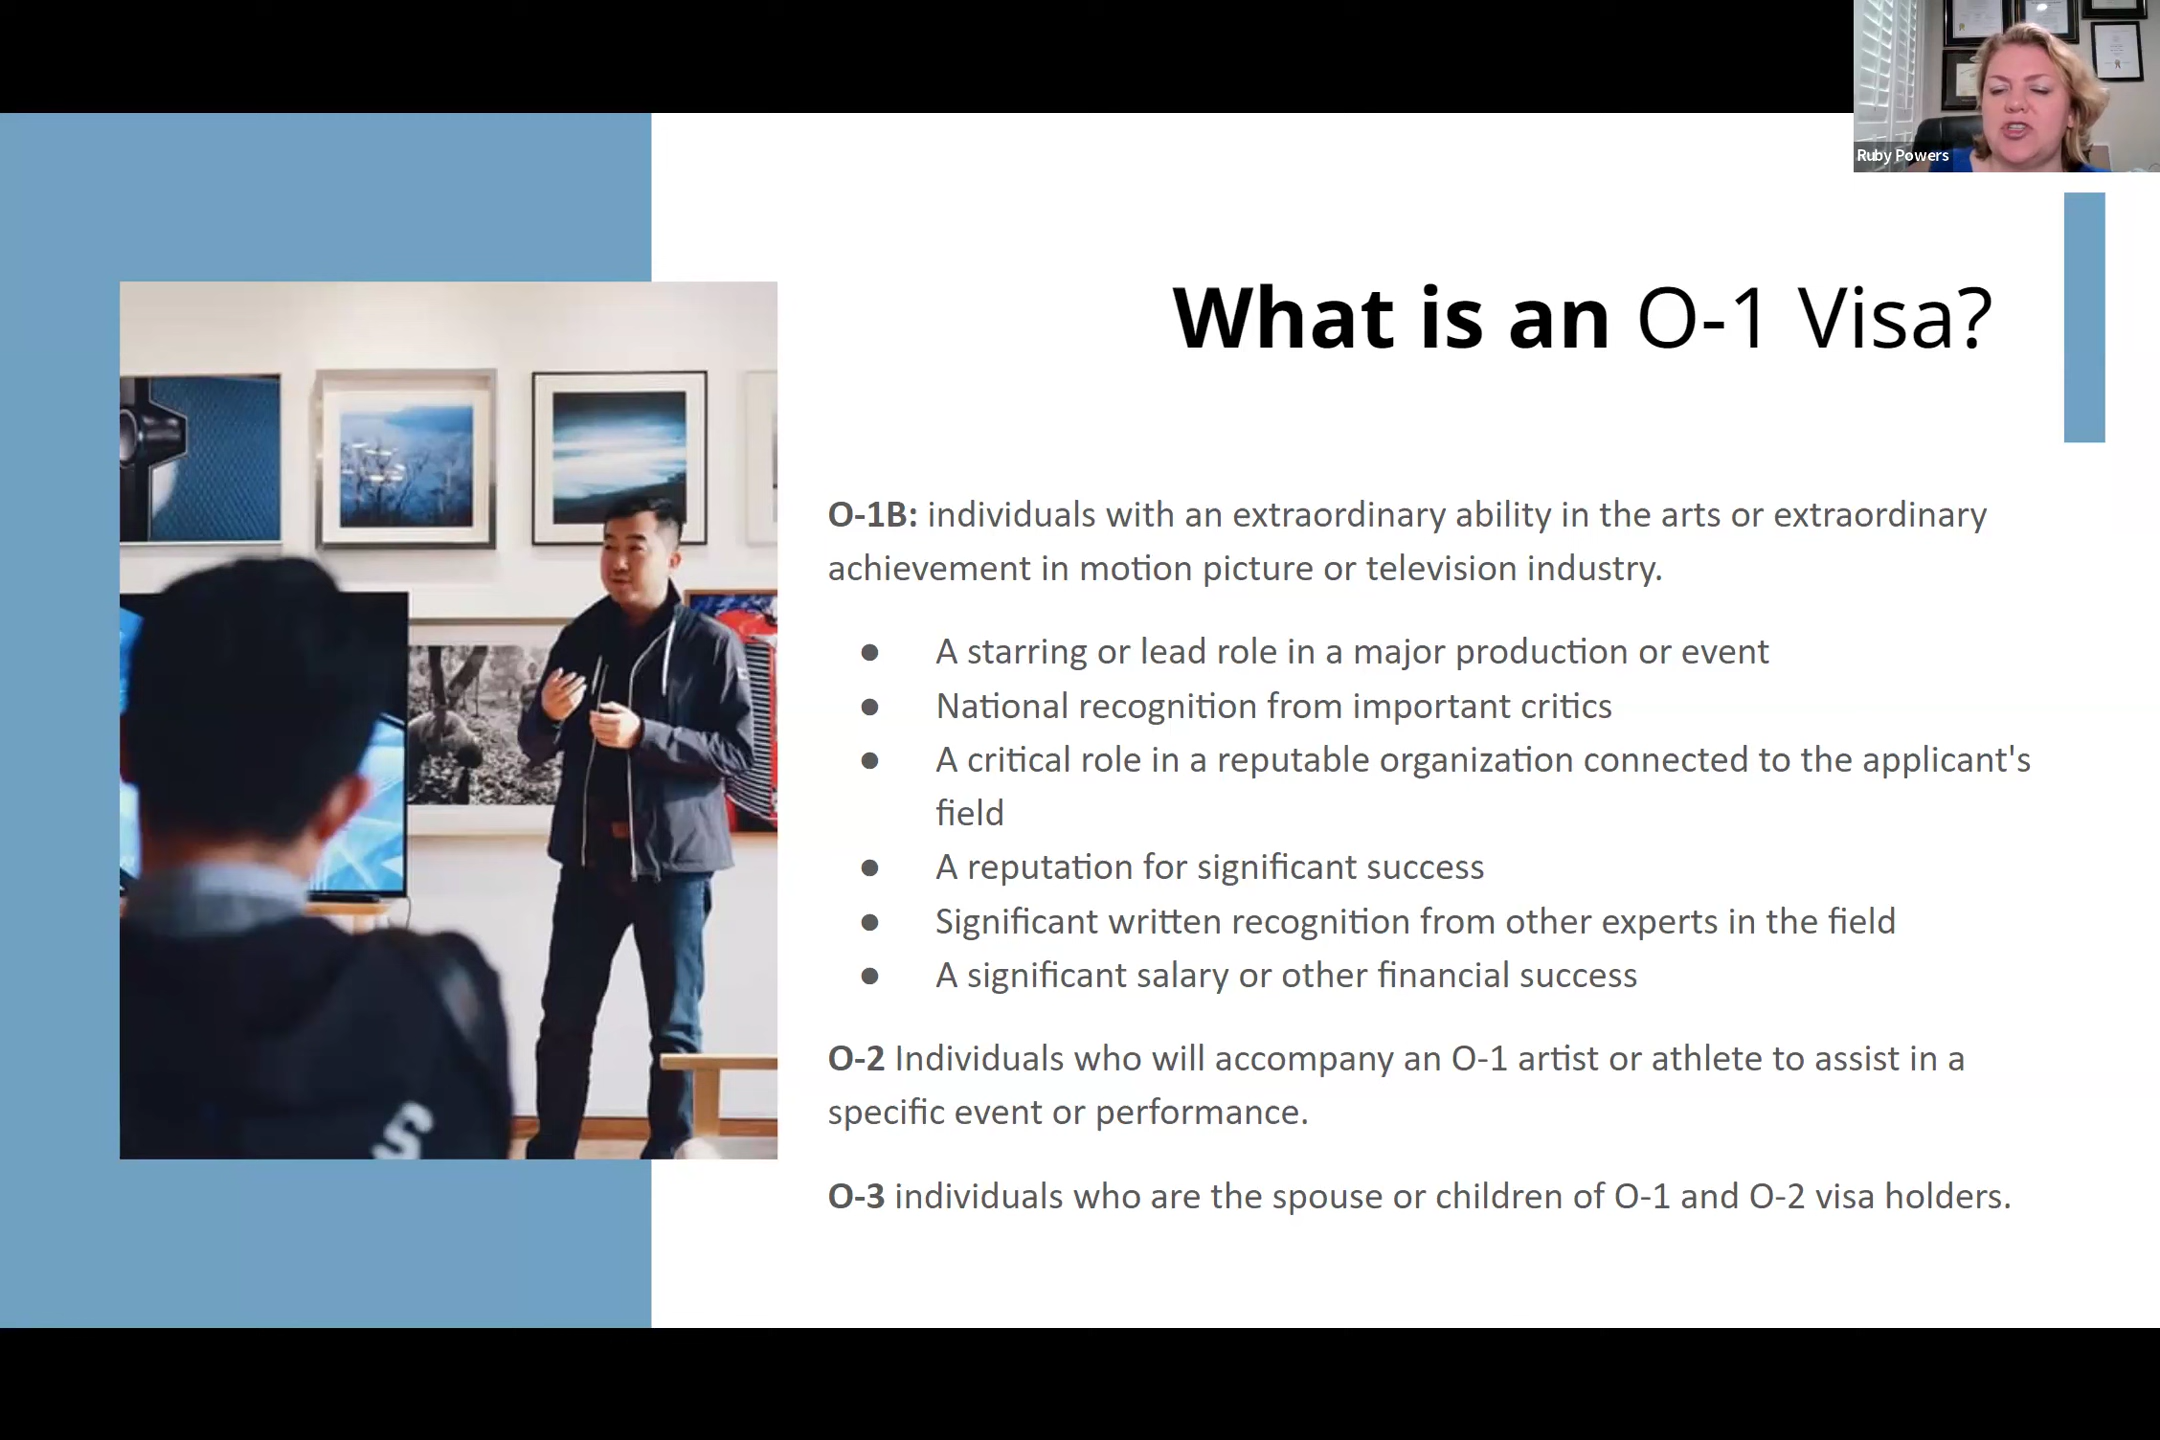 Ruby Powers
What is an O-1 Visa?
O-1B: individuals with an extraordinary ability in the arts or extraordinary
achievement in motion picture or television industry.
● A starring or lead role in a major production or event
● National recognition from important critics
● A critical role in a reputable organization connected to the applicant's
field
● A reputation for significant success
● Significant written recognition from other experts in the field
● A significant salary or other financial success
O-2 Individuals who will accompany an O-1 artist or athlete to assist in a
specific event or performance.
O-3 individuals who are the spouse or children of O-1 and O-2 visa holders.
S